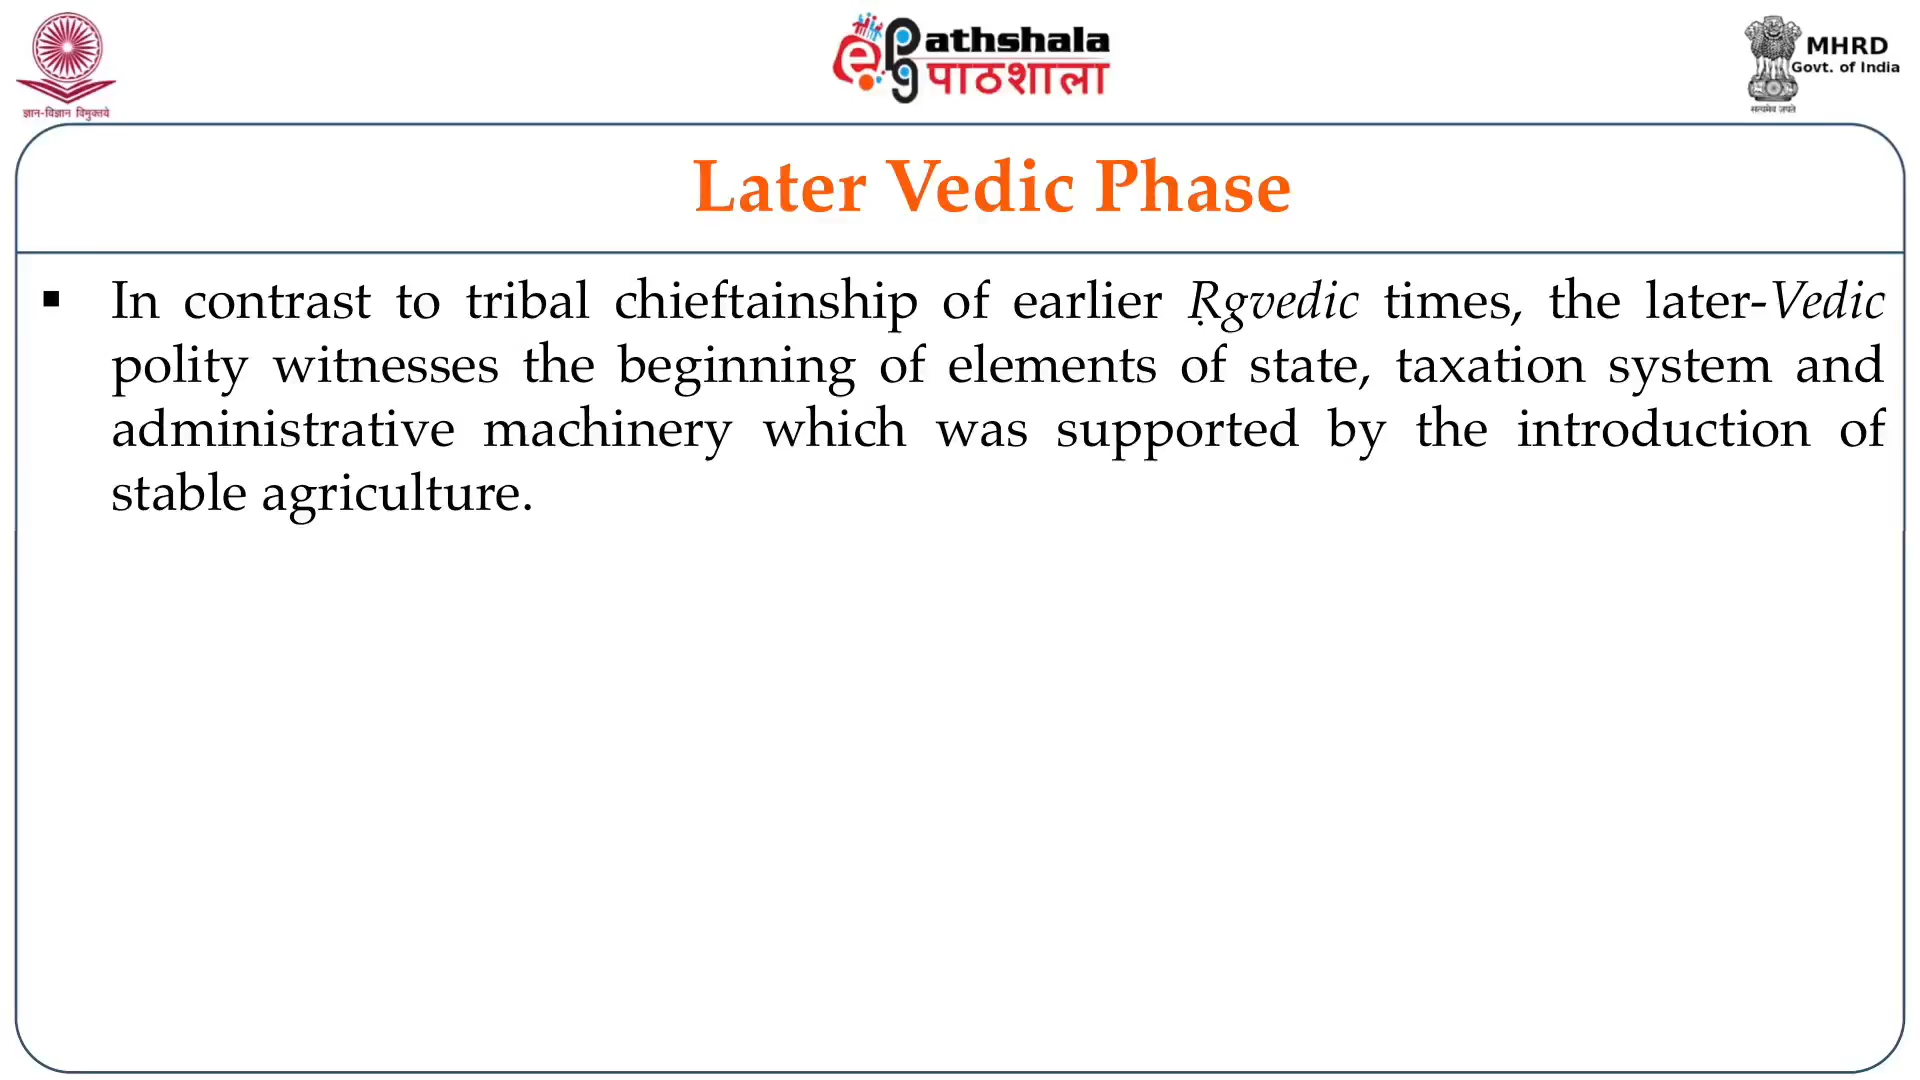 ज्ञान-विज्ञान विमुक्तये
ePG Pathshala
पाठशाला
MHRD
Govt. of India
सत्यमेव जयते
Later Vedic Phase
▪ In contrast to tribal chieftainship of earlier Ṛgvedic times, the later-Vedic
polity witnesses the beginning of elements of state, taxation system and
administrative machinery which was supported by the introduction of
stable agriculture.